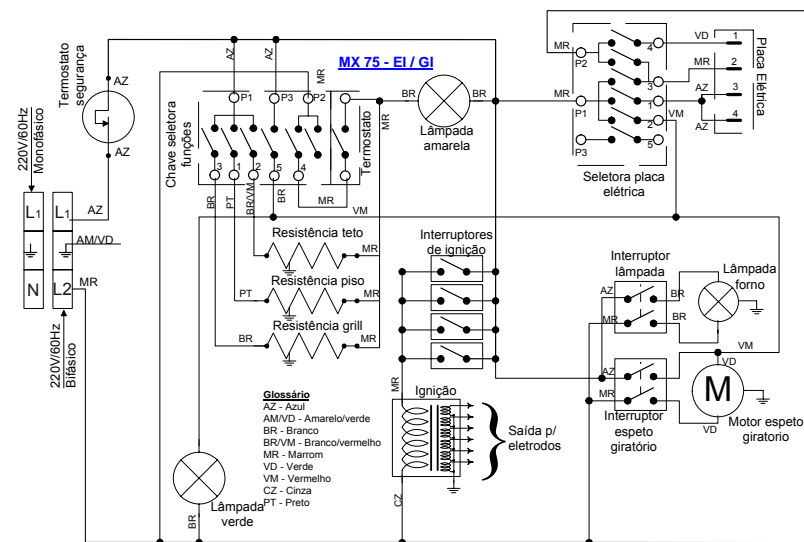 MX 75 - EI / GI
Termostato
segurança
AZ
AZ
220V/60Hz
Monofásico
L1
N
L1
L2
AZ
AM/VD
MR
220V/60Hz
Bifásico
AZ
AZ
MR
Chave seletora
funções
P1
P3
P2
3
1
2
5
4
Termostato
BR
PT
BR/VM
BR
MR
MR
BR
BR
Lâmpada
amarela
MR
P2
MR
P1
P3
4
3
1
2
5
Seletora placa
elétrica
VD
MR
AZ
AZ
VM
1
2
3
4
Placa Elétrica
VM
Resistência teto
MR
Resistência piso
PT
MR
Resistência grill
BR
MR
Interruptores
de ignição
MR
Ignição
CZ
Saída p/
eletrodos
Interruptor
lâmpada
AZ
MR
BR
BR
Lâmpada
forno
AZ
MR
VM
VD
M
VD
Interruptor
espeto
giratório
Motor espeto
giratorio
Glossário
AZ - Azul
AM/VD - Amarelo/verde
BR - Branco
BR/VM - Branco/vermelho
MR - Marrom
VD - Verde
VM - Vermelho
CZ - Cinza
PT - Preto
Lâmpada
verde
BR